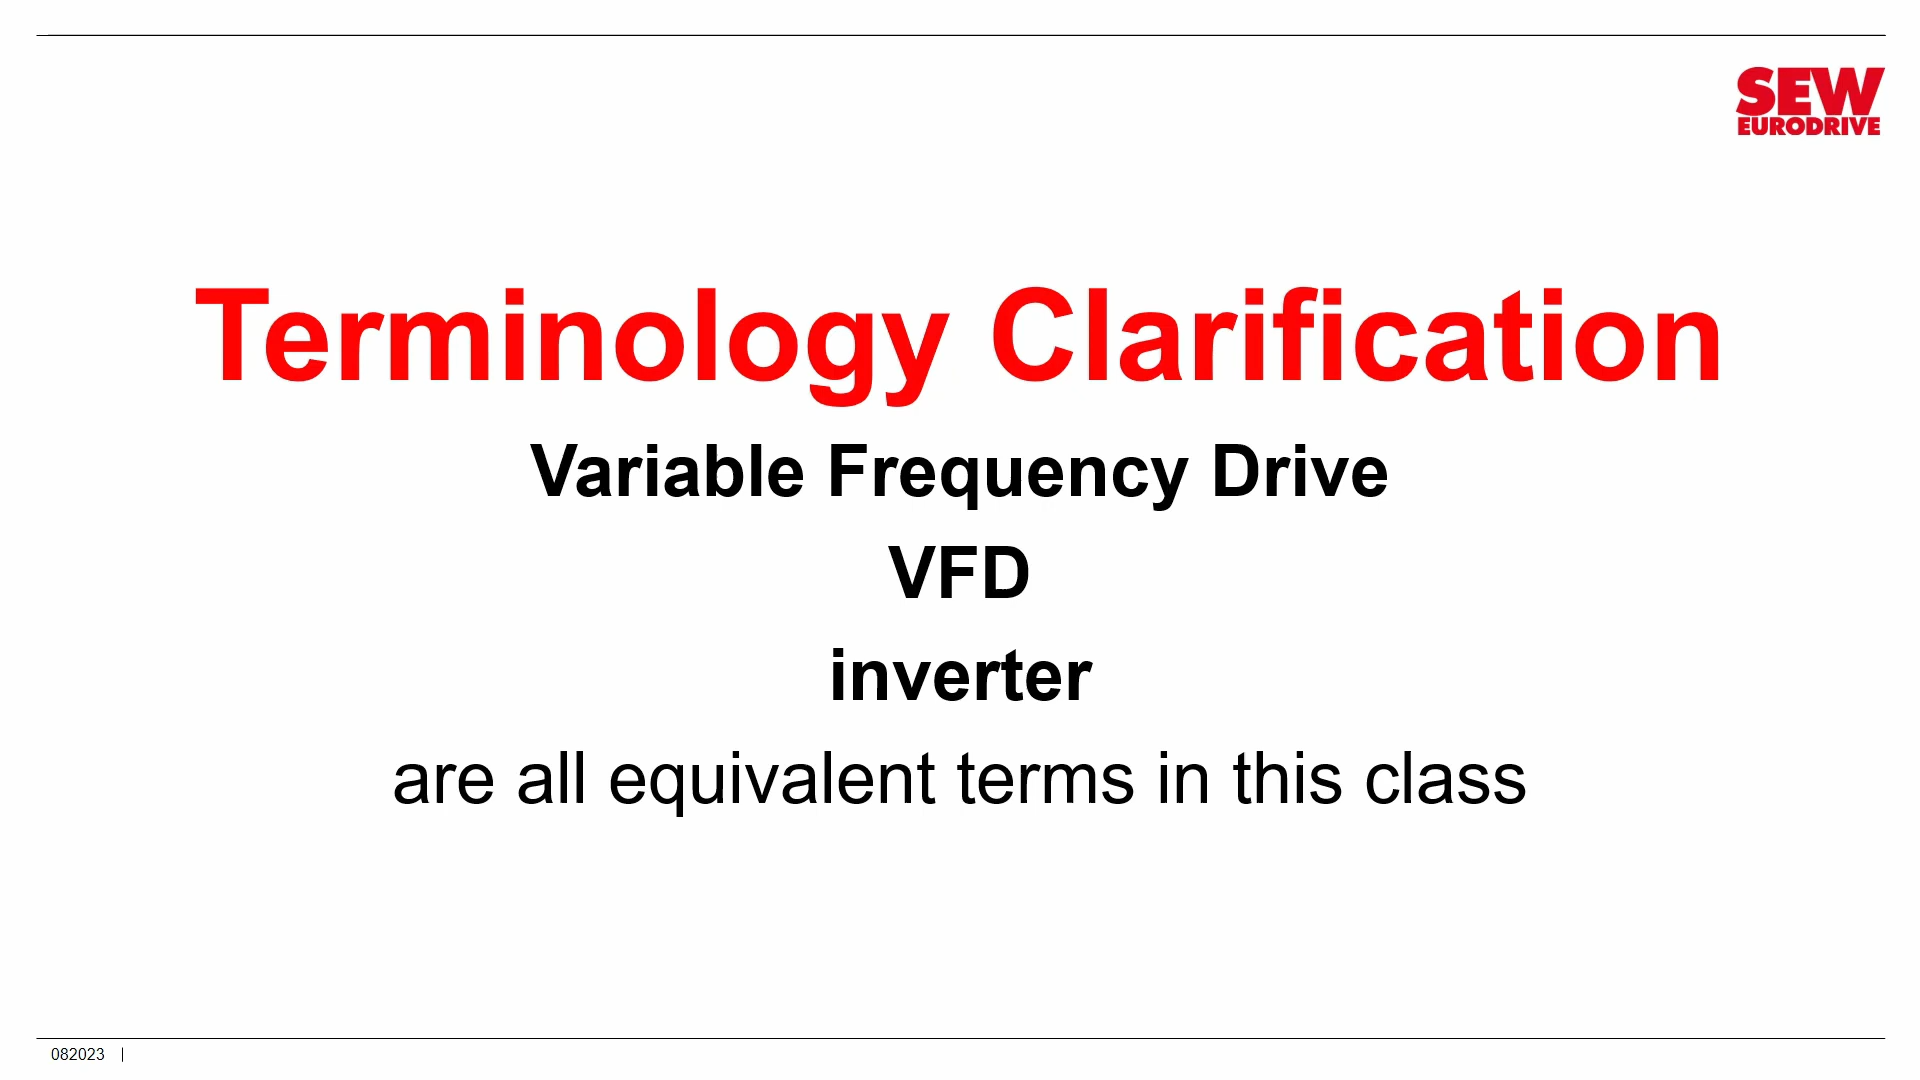 SEW
EURODRIVE
Terminology Clarification
Variable Frequency Drive
VFD
inverter
are all equivalent terms in this class
082023 |